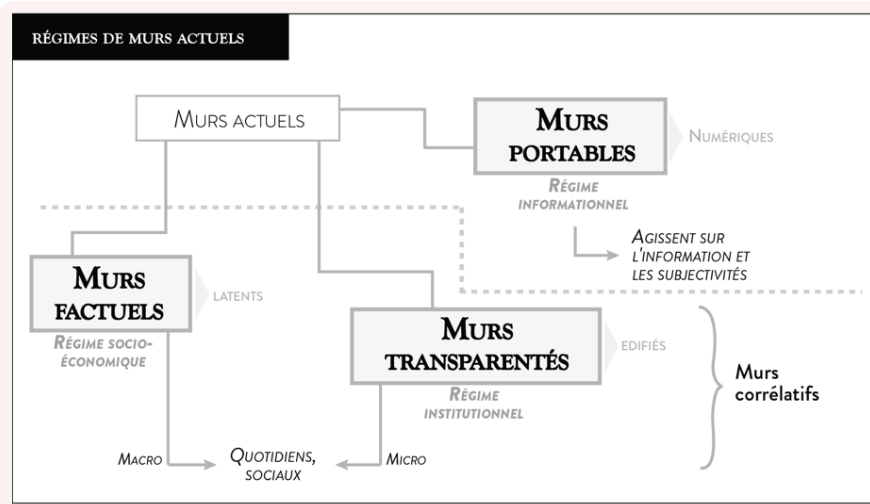 RÉGIMES DE MURS ACTUELS
MURS ACTUELS
MURS
PORTABLES
NUMÉRIQUES
RÉGIME
INFORMATIONNEL
AGISSENT SUR
L'INFORMATION ET
LES SUBJECTIVITÉS
MURS
FACTUELS
LATENTS
RÉGIME SOCIO-
ÉCONOMIQUE
MURS
TRANSPARENTÉS
EDIFIÉS
RÉGIME
INSTITUTIONNEL
Murs
corrélatifs
MACRO
QUOTIDIENS,
SOCIAUX
MICRO